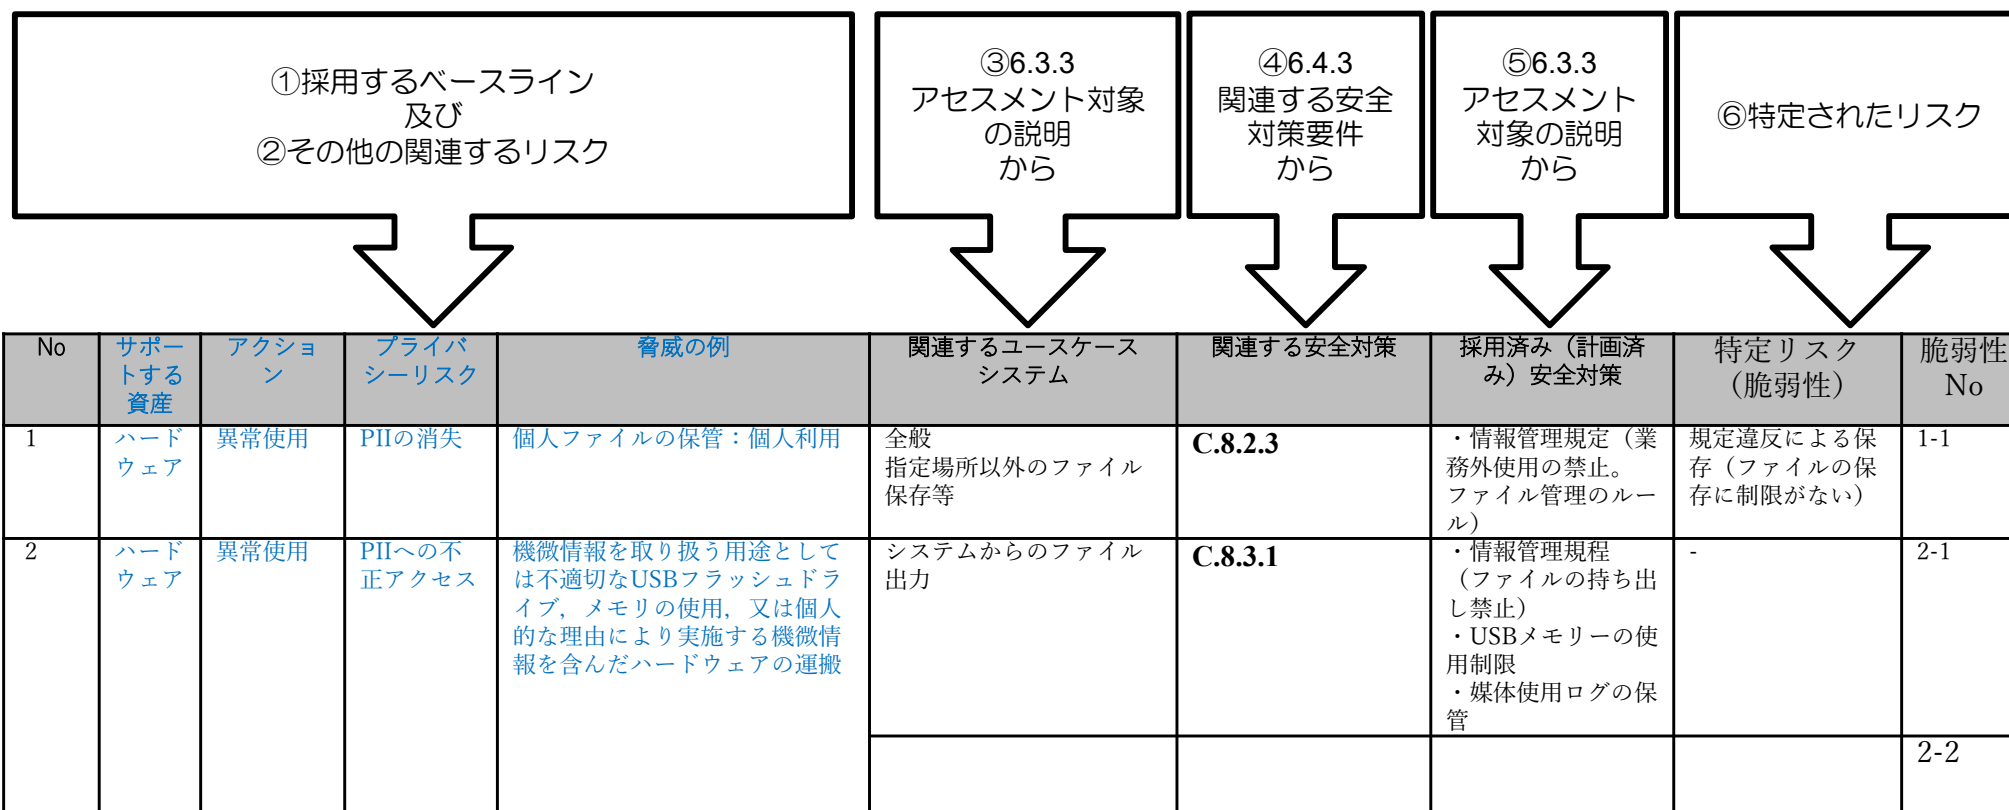 ①採用するベースライン
及び
②その他の関連するリスク
③6.3.3
アセスメント対象
の説明
から
④6.4.3
関連する安全
対策要件
から
⑤6.3.3
アセスメント
対象の説明
から
⑥特定されたリスク
No
サポー
トする
資産
アクショ
ン
プライバ
シーリスク
脅威の例
関連するユースケース
システム
関連する安全対策
採用済み（計画済
み）安全対策
特定リスク
（脆弱性）
脆弱性
No
1
ハード
ウェア
異常使用
PIIの消失
個人ファイルの保管：個人利用
全般
指定場所以外のファイル
保存等
C.8.2.3
・情報管理規定（業
務外使用の禁止。
ファイル管理のルー
ル）
規定違反による保
存（ファイルの保
存に制限がない）
1-1
2
ハード
ウェア
異常使用
PIIへの不
正アクセス
機微情報を取り扱う用途として
は不適切なUSBフラッシュドラ
イブ，メモリの使用，又は個人
的な理由により実施する機微情
報を含んだハードウェアの運搬
システムからのファイル
出力
C.8.3.1
・情報管理規程
（ファイルの持ち出
し禁止）
・USBメモリーの使
用制限
・媒体使用ログの保
管
-
2-1
2-2